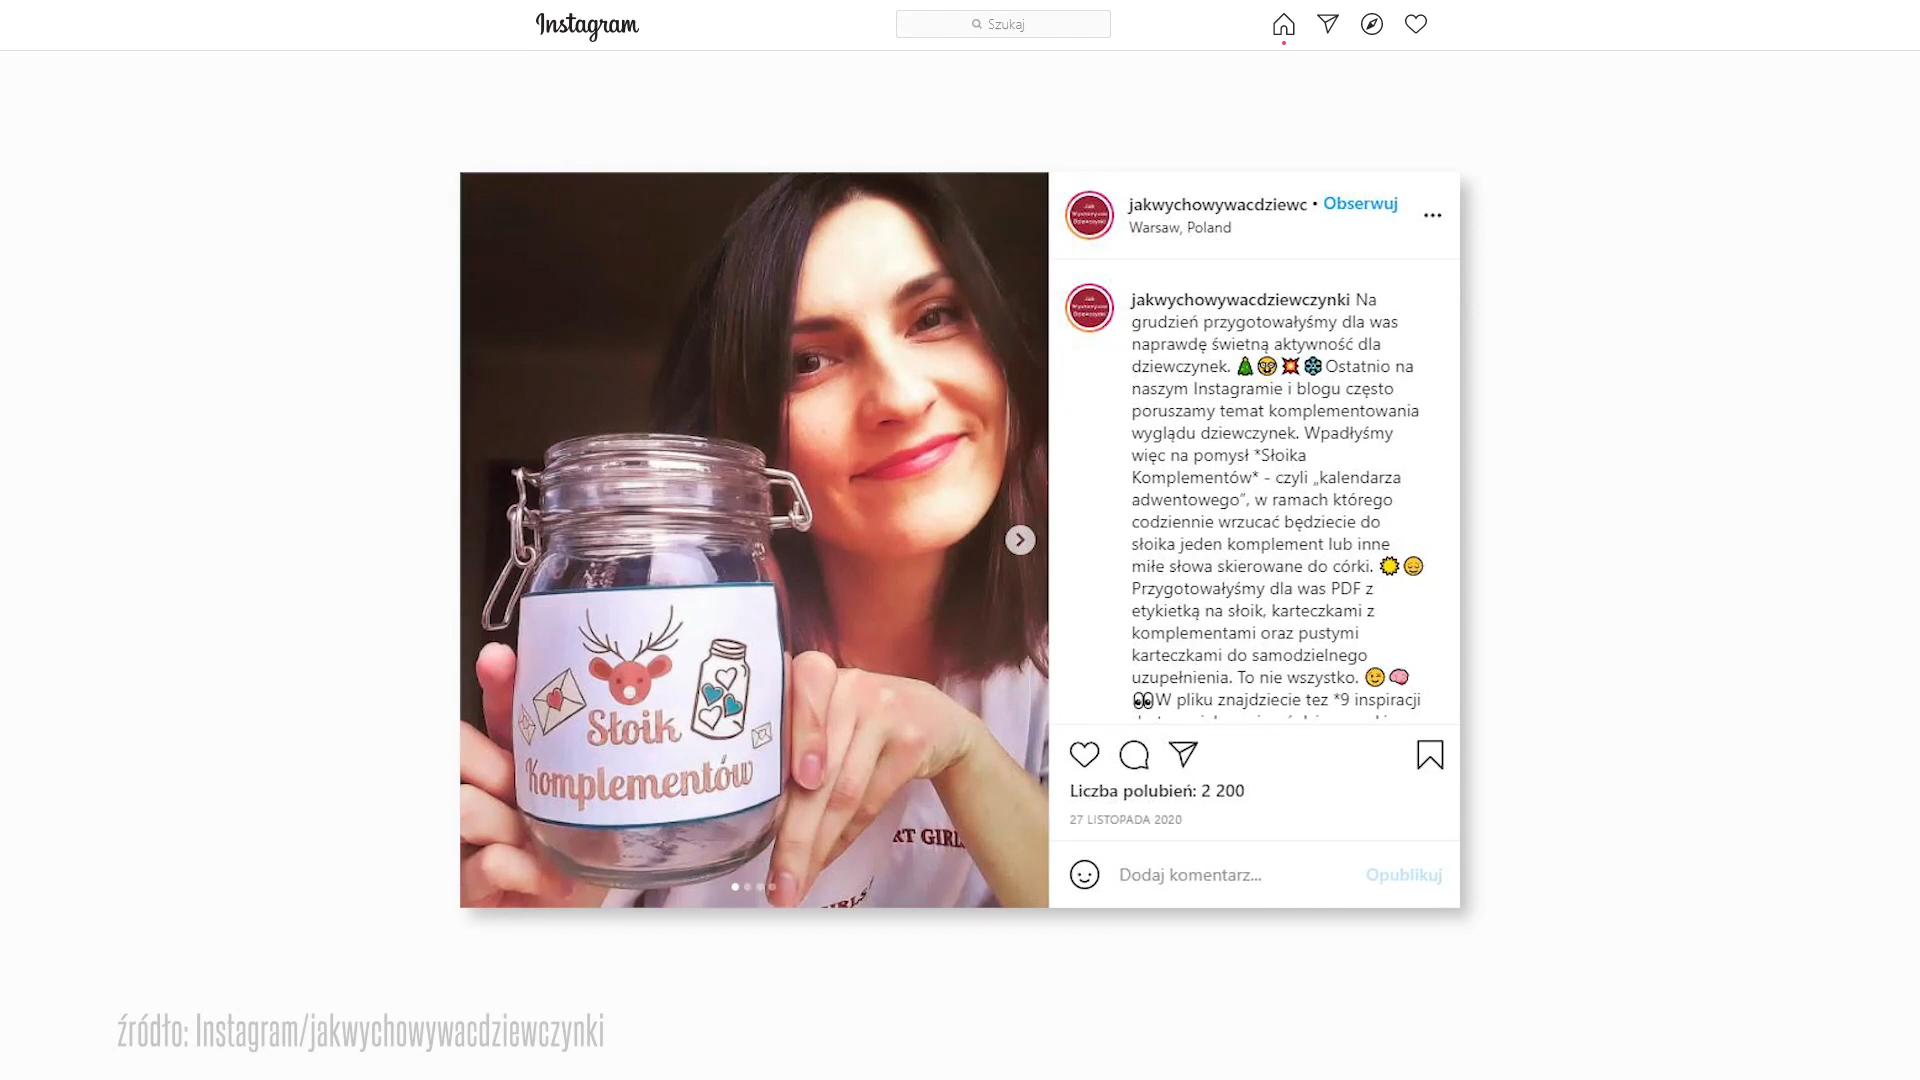 Instagram
Szukaj
jakwychowywacdziewc • Obserwuj
Warsaw, Poland
jakwychowywacdziewczynki Na
grudzień przygotowałyśmy dla was
naprawdę świetną aktywność dla
dziewczynek. 🎄🤓💥❄️Ostatnio na
naszym Instagramie i blogu często
poruszamy temat komplementowania
wyglądu dziewczynek. Wpadłyśmy
więc na pomysł *Słoika
Komplementów* - czyli „kalendarza
adwentowego", w ramach którego
codziennie wrzucać będziecie do
słoika jeden komplement lub inne
miłe słowa skierowane do córki. ☀️😌
Przygotowałyśmy dla was PDF z
etykietką na słoik, karteczkami z
komplementami oraz pustymi
karteczkami do samodzielnego
uzupełnienia. To nie wszystko. 😉🧠
👀W pliku znajdziecie tez *9 inspiracji
Liczba polubień: 2 200
27 LISTOPADA 2020
Dodaj komentarz... Opublikuj
Słoik
Komplementów
RT GIRLS
GIRLS
źródło: Instagram/jakwychowywacdziewczynki